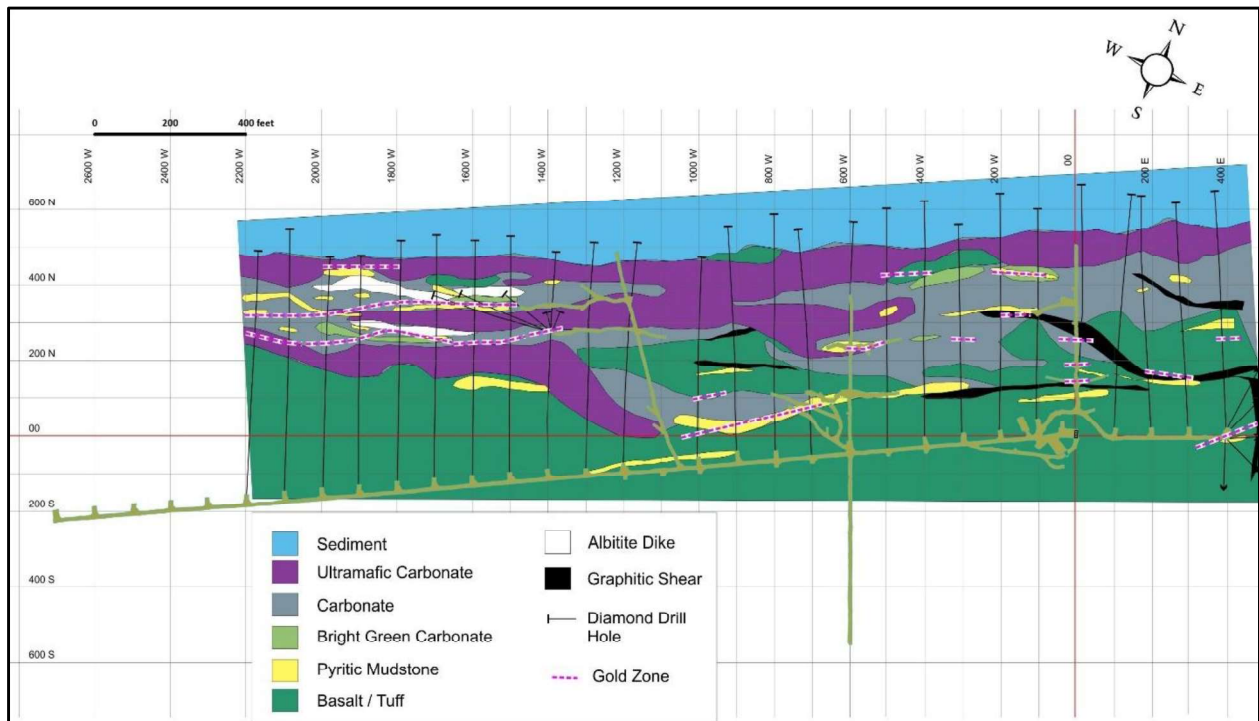 N
W
E
S
0 200 400 feet
2600 W
2400 W
2200 W
2000 W
1800 W
1600 W
1400 W
1200 W
1000 W
800 W
600 W
400 W
200 W
00
200 E
400 E
600 N
400 N
200 N
00
200 S
400 S
600 S
Sediment
Ultramafic Carbonate
Carbonate
Bright Green Carbonate
Pyritic Mudstone
Basalt / Tuff
Albitite Dike
Graphitic Shear
Diamond Drill
Hole
Gold Zone